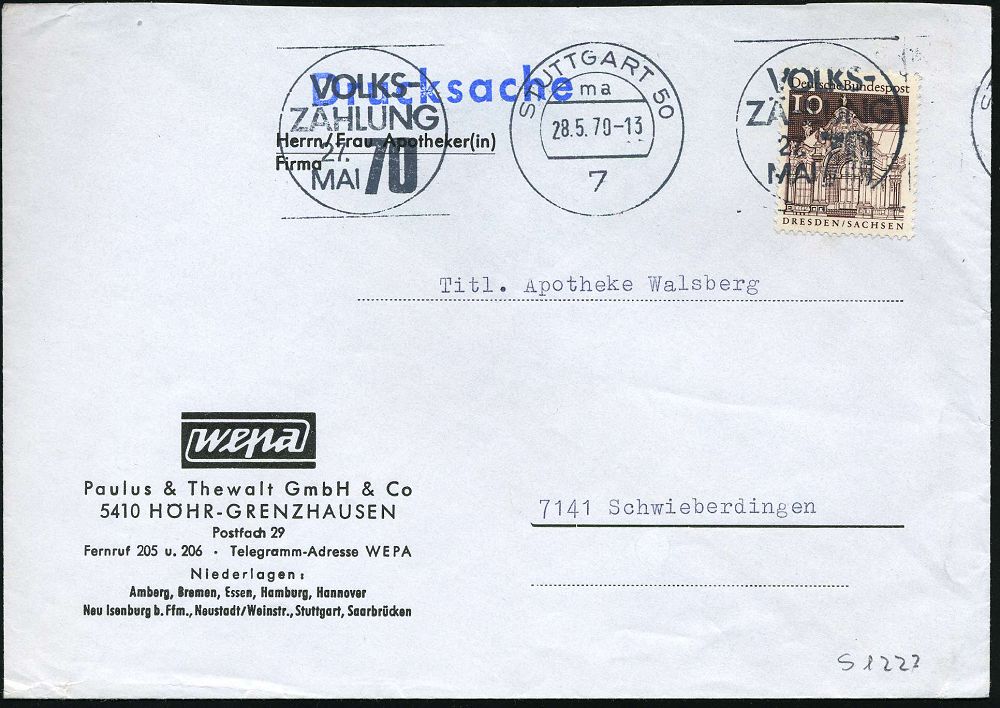 Drucksache
VOLKS-
ZÄHLUNG
27.
MAI 70
STUTTGART 50
ma
28.5.70-13
7
VOLKS-
ZÄHLUNG
27.
MAI
Deutsche Bundespost
10
DRESDEN/SACHSEN
Herrn/Frau Apotheker(in)
Firma
Titl. Apotheke Walsberg
7141 Schwieberdingen
wepa
Paulus & Thewalt GmbH & Co
5410 HÖHR-GRENZHAUSEN
Postfach 29
Fernruf 205 u. 206 · Telegramm-Adresse WEPA
Niederlagen:
Amberg, Bremen, Essen, Hamburg, Hannover
Neu Isenburg b. Ffm., Neustadt/Weinstr., Stuttgart, Saarbrücken